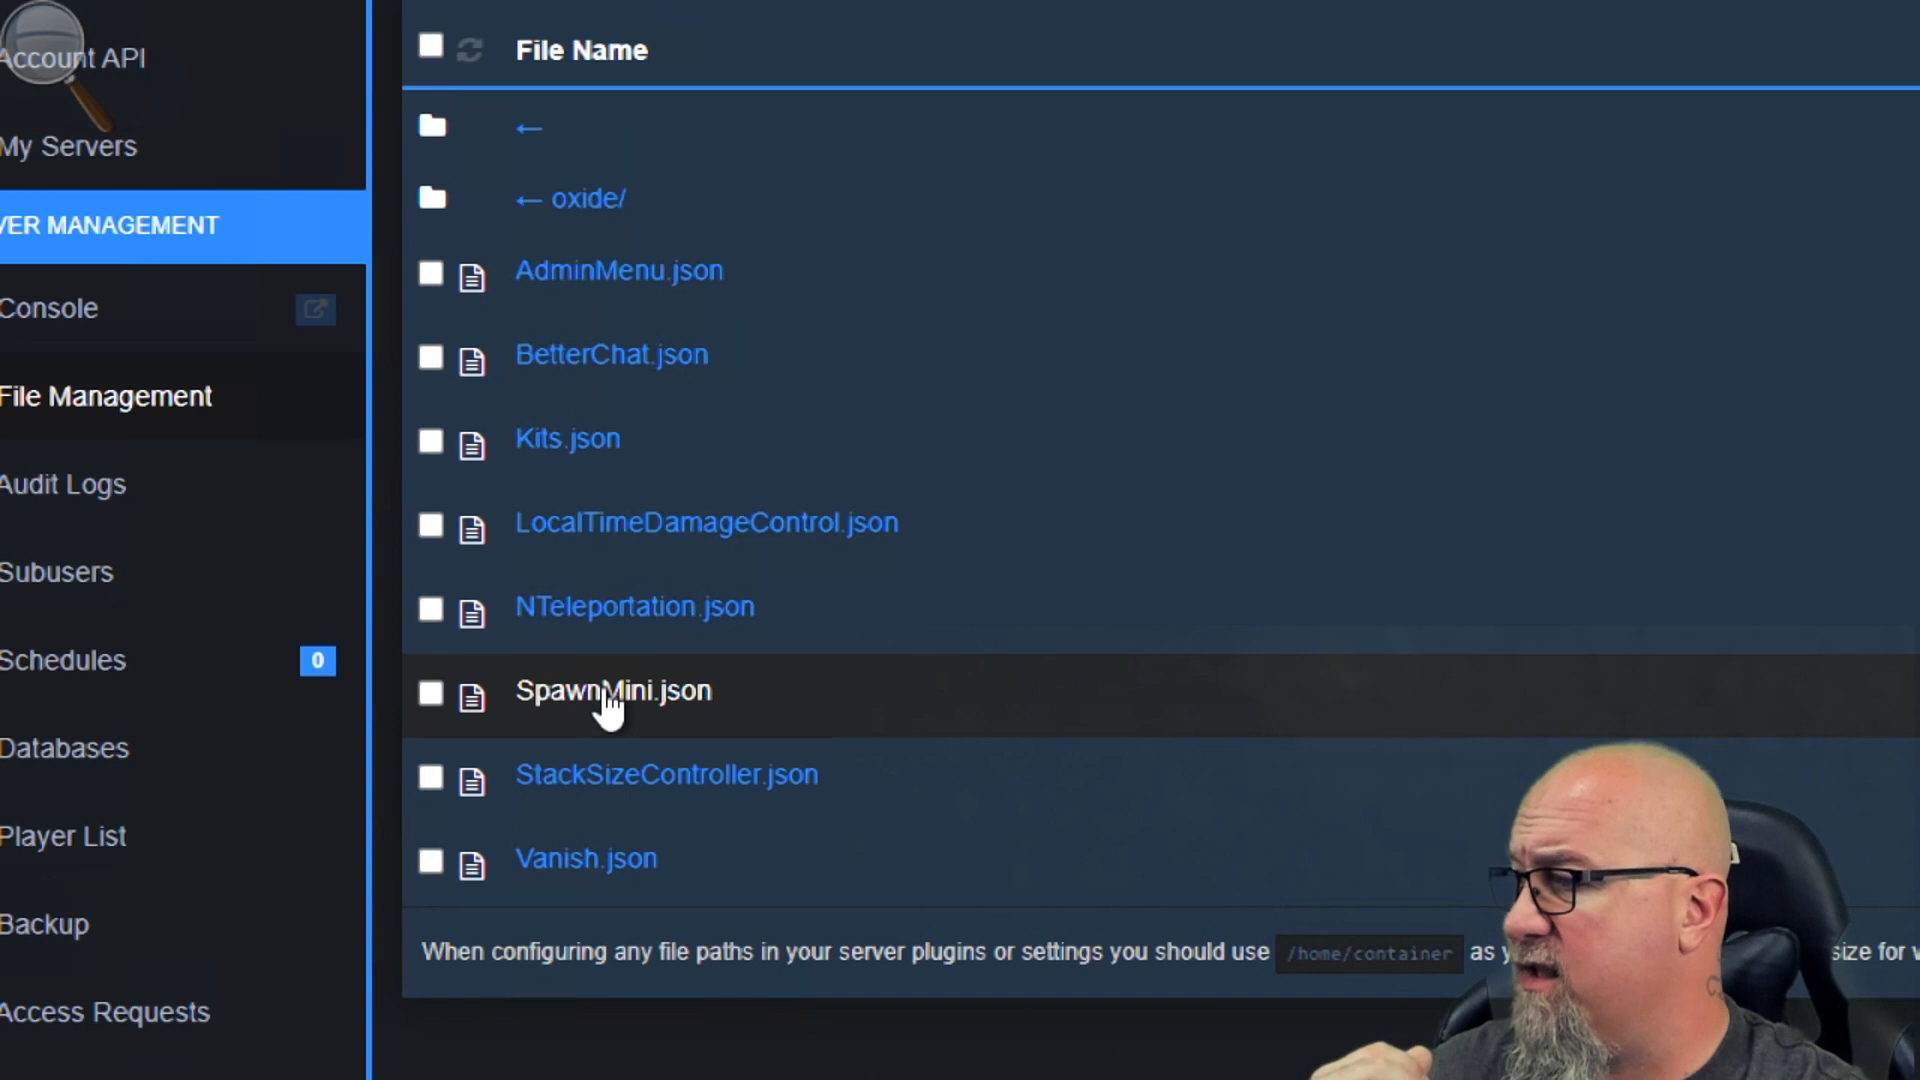 Account API
My Servers
VER MANAGEMENT
Console
File Management
Audit Logs
Subusers
Schedules 0
Databases
Player List
Backup
Access Requests
File Name
←
← oxide/
AdminMenu.json
BetterChat.json
Kits.json
LocalTimeDamageControl.json
NTeleportation.json
SpawnMini.json
StackSizeController.json
Vanish.json
When configuring any file paths in your server plugins or settings you should use /home/container as size for